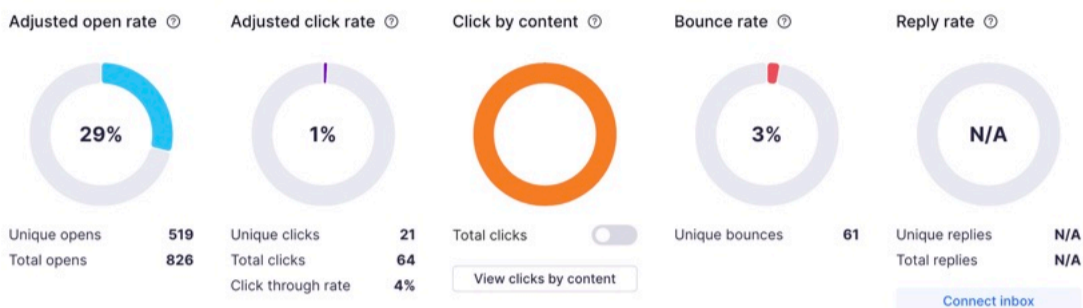 Adjusted open rate
29%
Unique opens 519
Total opens 826
Adjusted click rate
1%
Unique clicks 21
Total clicks 64
Click through rate 4%
Click by content
Total clicks
View clicks by content
Bounce rate
3%
Unique bounces 61
Reply rate
N/A
Unique replies N/A
Total replies N/A
Connect inbox